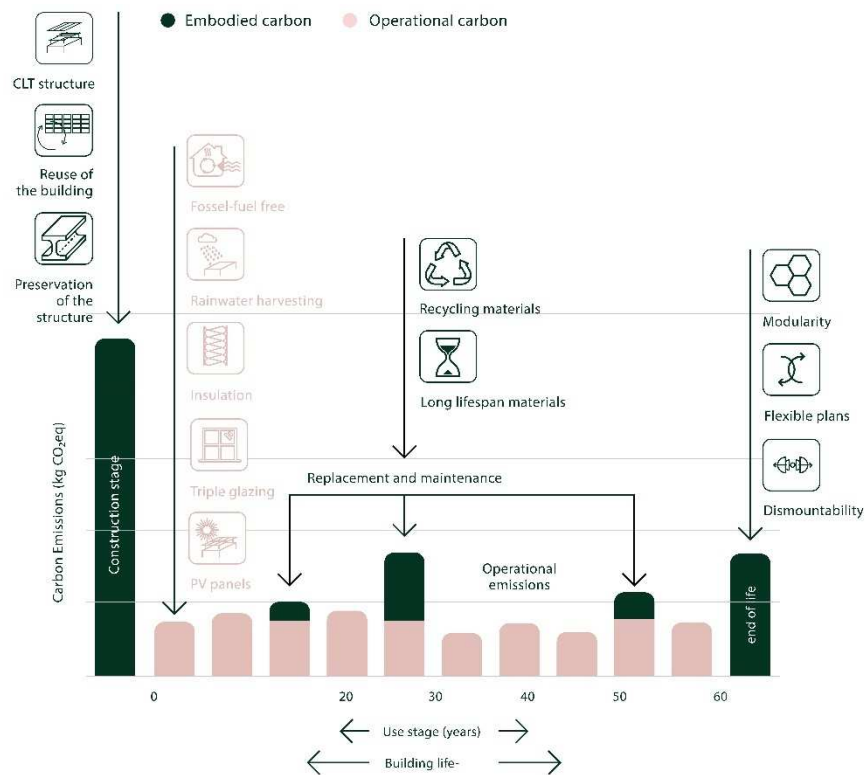 Embodied carbon
Operational carbon
CLT structure
Reuse of
the building
Preservation
of the
structure
Fossel-fuel free
Rainwater harvesting
Insulation
Triple glazing
PV panels
Recycling materials
Long lifespan materials
Modularity
Flexible plans
Dismountability
Replacement and maintenance
Operational
emissions
Carbon Emissions (kg CO₂eq)
Construction stage
end of life
0
20
30
40
50
60
Use stage (years)
Building life-